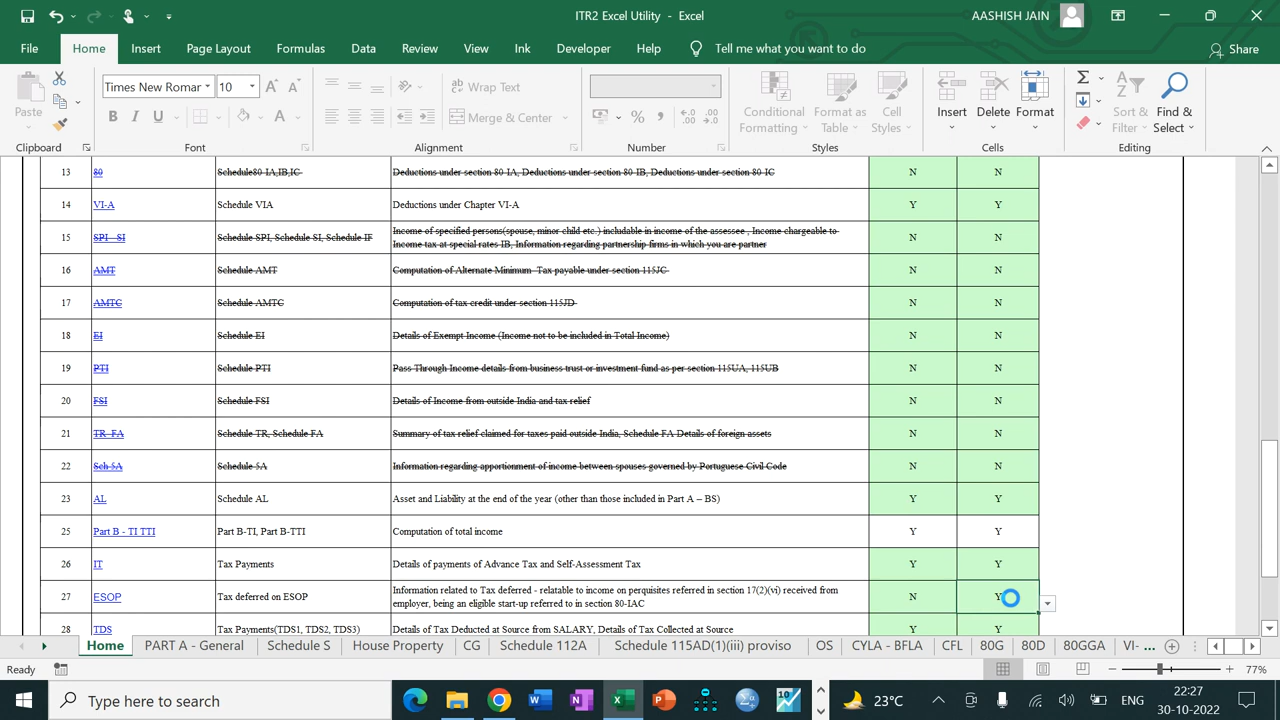 ITR2 Excel Utility - Excel
AASHISH JAIN
File Home Insert Page Layout Formulas Data Review View Ink Developer Help Tell me what you want to do Share
Paste
Times New Romar 10
B I U A
Wrap Text
Merge & Center
Conditional Formatting
Format as Table
Cell Styles
Insert Delete Format
Sort & Filter
Find & Select
Clipboard Font Alignment Number Styles Cells Editing
13 80 Schedule80-IA,IB,IC Deductions under section 80-IA, Deductions under section 80-IB, Deductions under section 80-IC N N
14 VI-A Schedule VIA Deductions under Chapter VI-A Y Y
15 SPI - SI Schedule SPI, Schedule SI, Schedule IF Income of specified persons(spouse, minor child etc.) includable in income of the assessee , Income chargeable to N N
Income tax at special rates IB, Information regarding partnership firms in which you are partner
16 AMT Schedule AMT Computation of Alternate Minimum Tax payable under section 115JC N N
17 AMTC Schedule AMTC Computation of tax credit under section 115JD N N
18 EI Schedule EI Details of Exempt Income (Income not to be included in Total Income) N N
19 PTI Schedule PTI Pass Through Income details from business trust or investment fund as per section 115UA, 115UB N N
20 FSI Schedule FSI Details of Income from outside India and tax relief N N
21 TR_FA Schedule TR, Schedule FA Summary of tax relief claimed for taxes paid outside India, Schedule FA-Details of foreign assets N N
22 Sch 5A Schedule 5A Information regarding apportionment of income between spouses governed by Portuguese Civil Code N N
23 AL Schedule AL Asset and Liability at the end of the year (other than those included in Part A – BS) Y Y
25 Part B - TI TTI Part B-TI, Part B-TTI Computation of total income Y Y
26 IT Tax Payments Details of payments of Advance Tax and Self-Assessment Tax Y Y
27 ESOP Tax deferred on ESOP Information related to Tax deferred - relatable to income on perquisites referred in section 17(2)(vi) received from N Y
employer, being an eligible start-up referred to in section 80-IAC
28 TDS Tax Payments(TDS1, TDS2, TDS3) Details of Tax Deducted at Source from SALARY, Details of Tax Collected at Source Y Y
Home PART A - General Schedule S House Property CG Schedule 112A Schedule 115AD(1)(iii) proviso OS CYLA - BFLA CFL 80G 80D 80GGA VI- ...
Ready 77%
Type here to search
23°C
ENG
22:27
30-10-2022